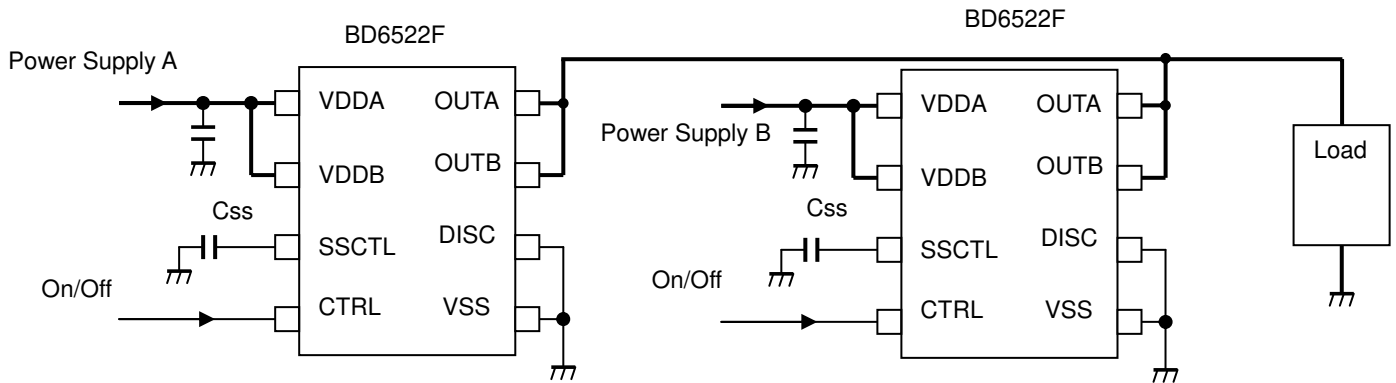 BD6522F
Power Supply A
VDDA
OUTA
VDDB
OUTB
Css
SSCTL
DISC
On/Off
CTRL
VSS
BD6522F
Power Supply B
VDDA
OUTA
VDDB
OUTB
Css
SSCTL
DISC
On/Off
CTRL
VSS
Load